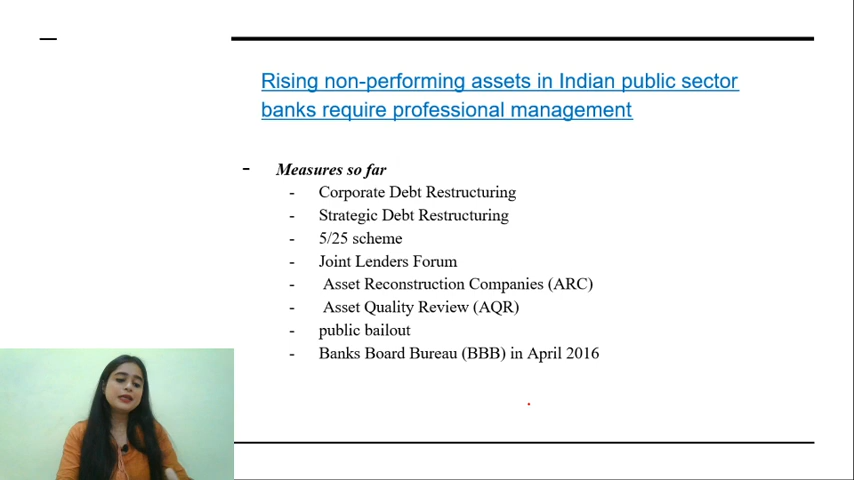 Rising non-performing assets in Indian public sector
banks require professional management
- Measures so far
- Corporate Debt Restructuring
- Strategic Debt Restructuring
- 5/25 scheme
- Joint Lenders Forum
- Asset Reconstruction Companies (ARC)
- Asset Quality Review (AQR)
- public bailout
- Banks Board Bureau (BBB) in April 2016